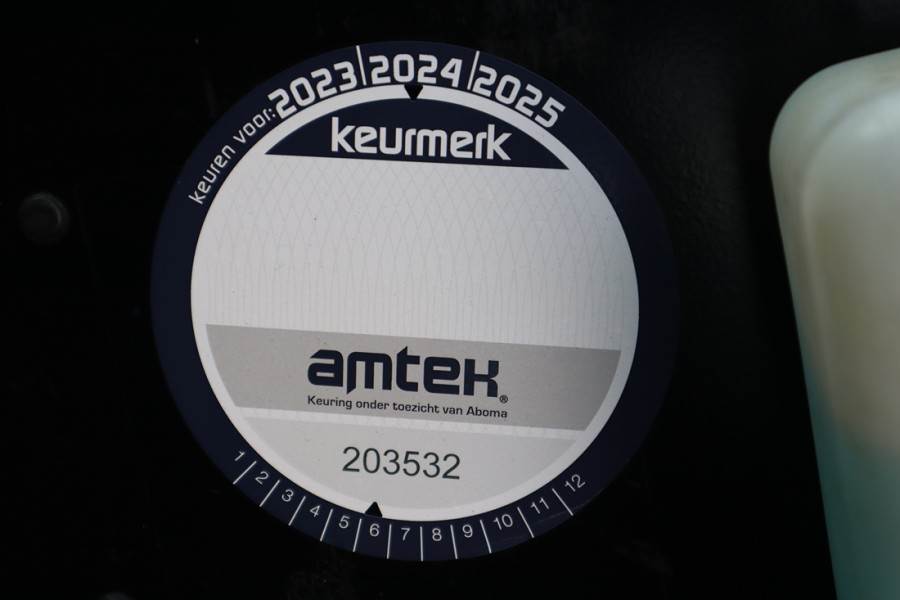 keuren voor: 2023 2024 2025
keurmerk
amtek®
Keuring onder toezicht van Aboma
203532
1 2 3 4 5 6 7 8 9 10 11 12